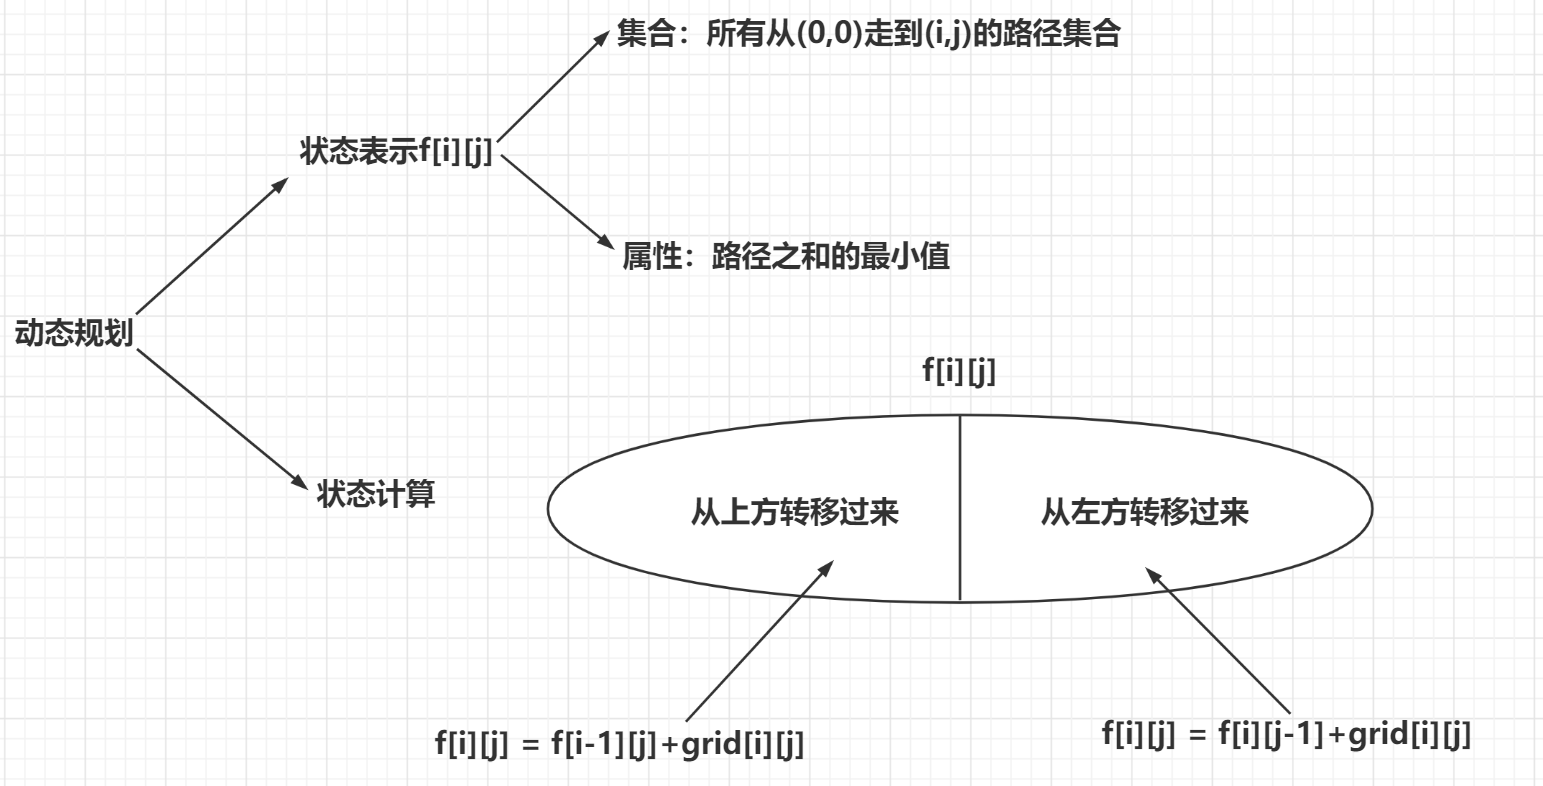 集合：所有从(0,0)走到(i,j)的路径集合
状态表示f[i][j]
属性：路径之和的最小值
动态规划
f[i][j]
状态计算
从上方转移过来
从左方转移过来
f[i][j] = f[i-1][j]+grid[i][j]
f[i][j] = f[i][j-1]+grid[i][j]